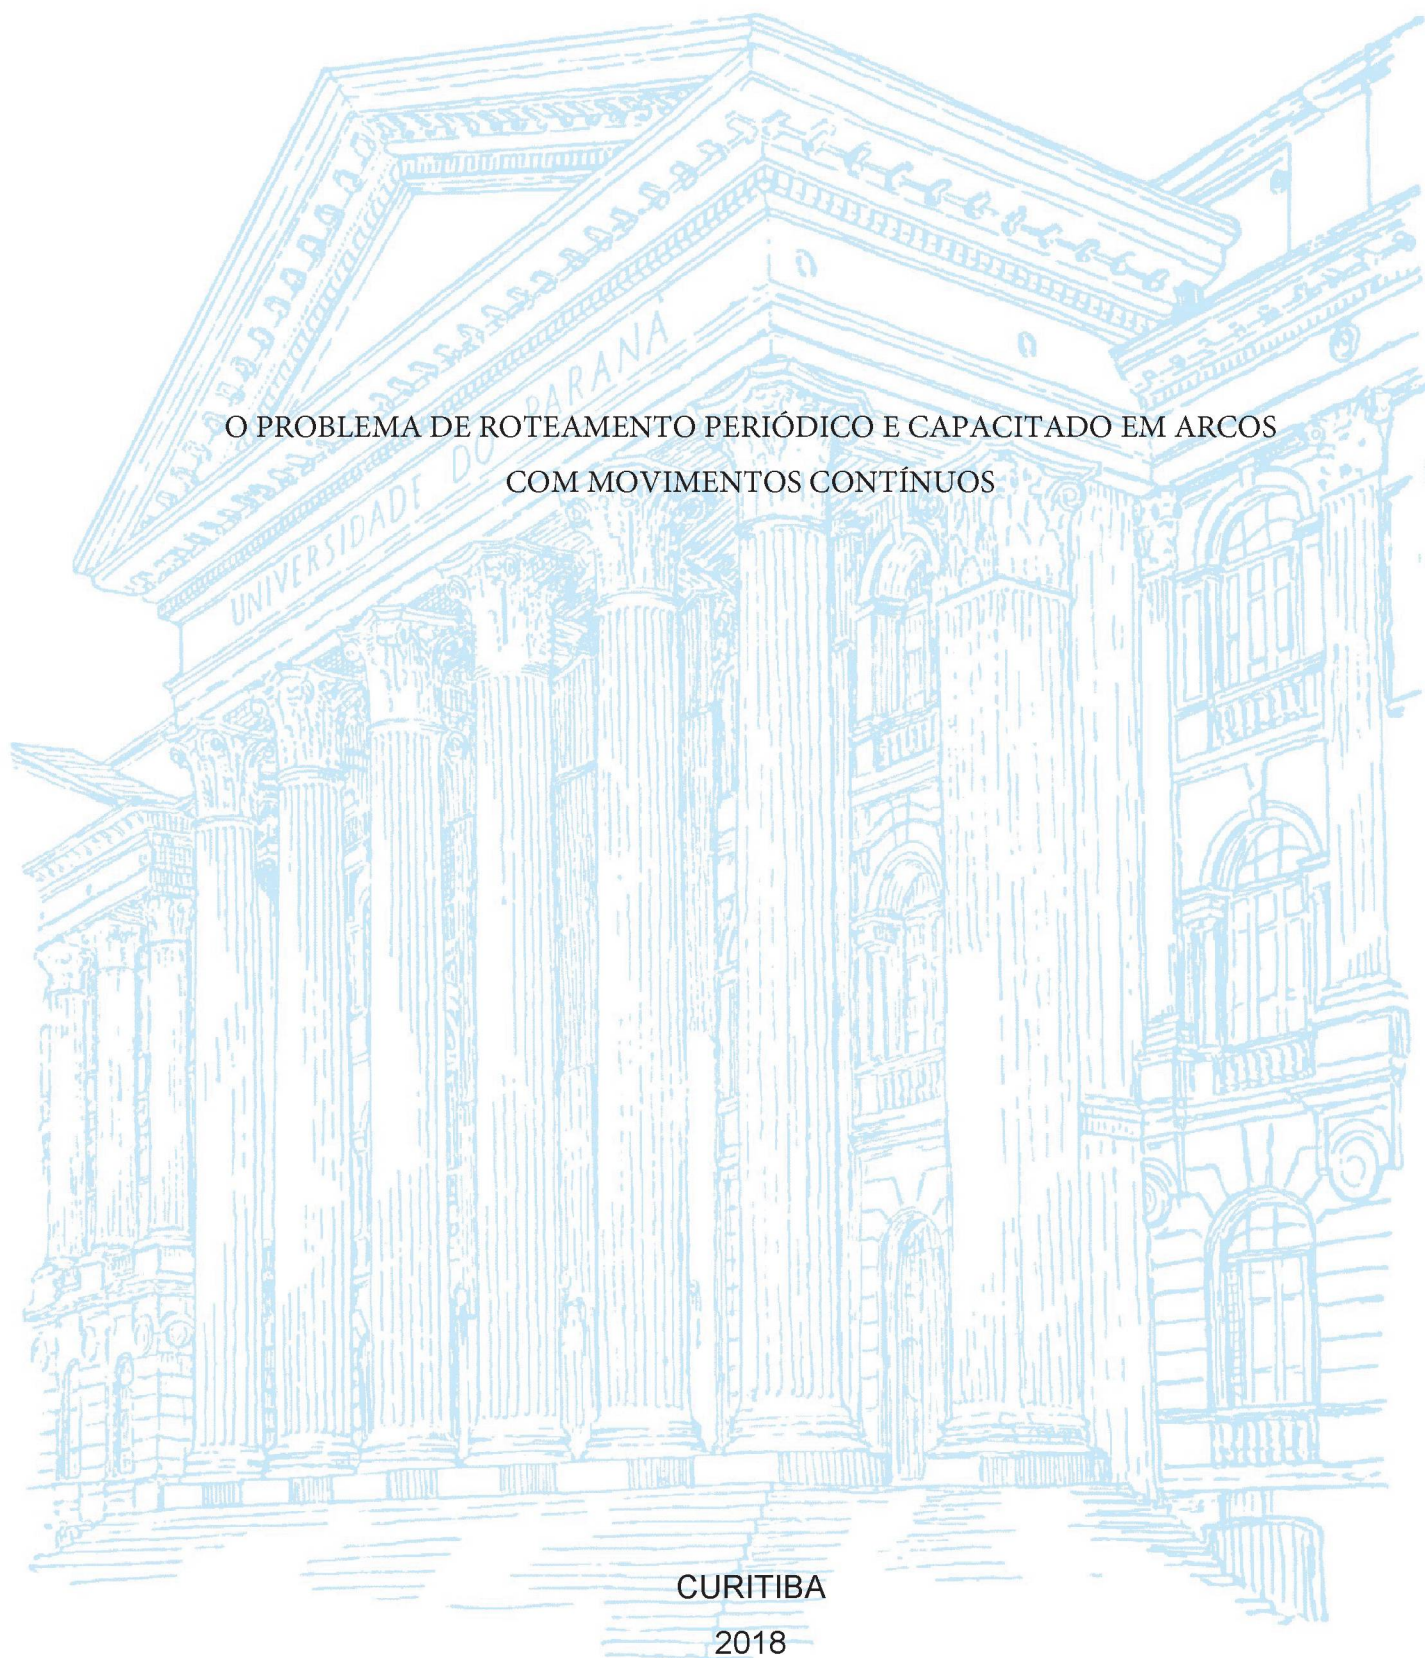 O PROBLEMA DE ROTEAMENTO PERIÓDICO E CAPACITADO EM ARCOS
COM MOVIMENTOS CONTÍNUOS
UNIVERSIDADE DO PARANÁ
CURITIBA
2018